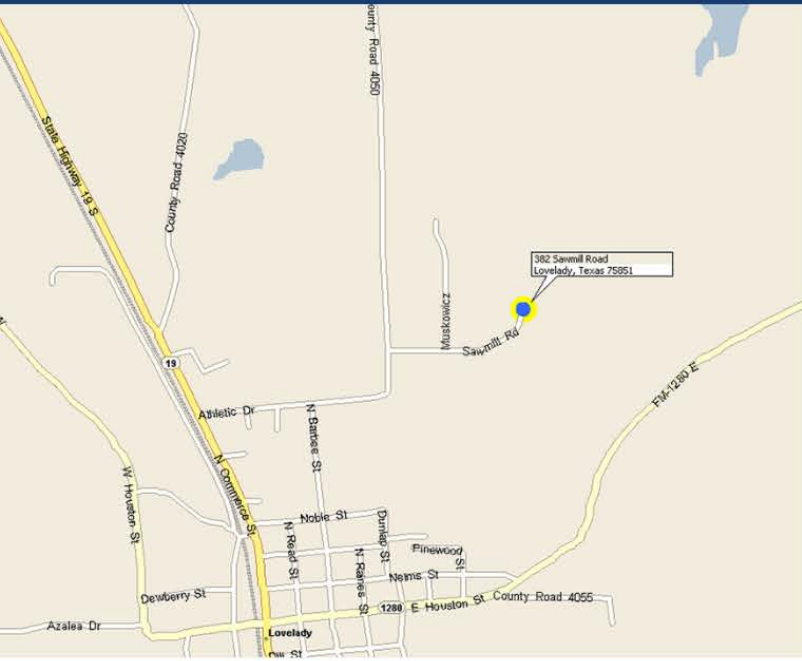 ounty Road 4050
State Highway 19 S
County Road 4020
382 Sawmill Road
Lovelady, Texas 75851
Muskowicz
Sawmill Rd
19
FM-1280 E
Athletic Dr
N Barbee St
N Commerce St
W Houston St
Noble St
N Read St
Dunlap St
Pinewood St
N Raines St
Nelms St
Dewberry St
1280
E Houston St
County Road 4055
Azalea Dr
Lovelady